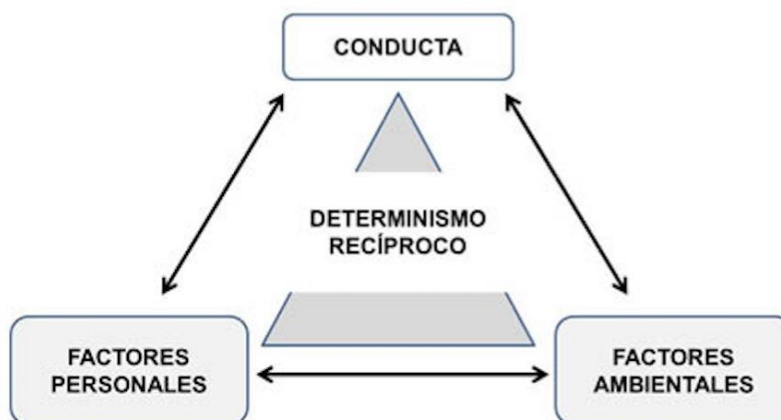 CONDUCTA
DETERMINISMO
RECÍPROCO
FACTORES
PERSONALES
FACTORES
AMBIENTALES